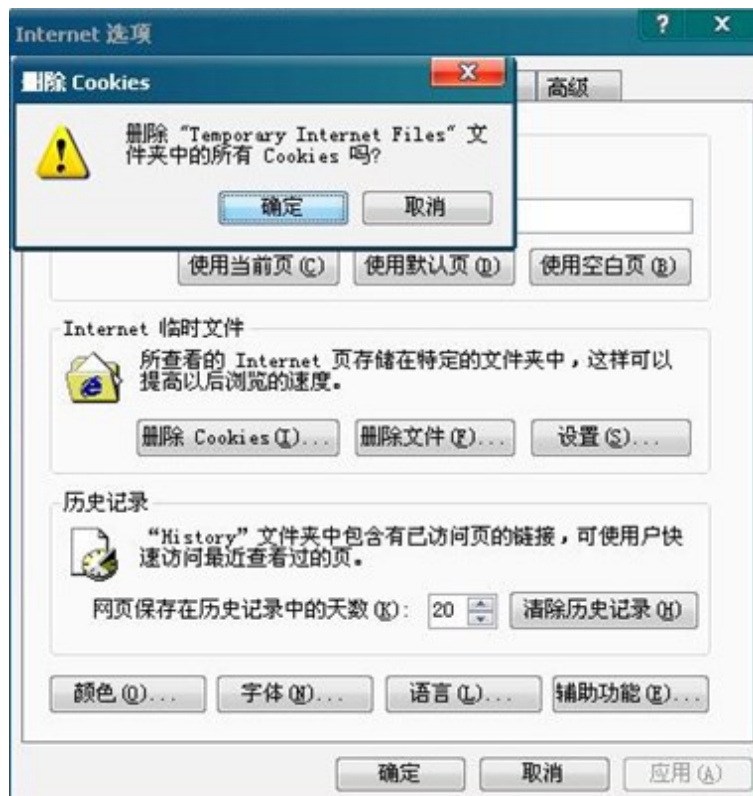 Internet 选项
删除 Cookies
高级
删除 "Temporary Internet Files" 文
件夹中的所有 Cookies 吗?
确定 取消
使用当前页(C) 使用默认页(D) 使用空白页(B)
Internet 临时文件
所查看的 Internet 页存储在特定的文件夹中，这样可以
提高以后浏览的速度。
删除 Cookies(I)... 删除文件(F)... 设置(S)...
历史记录
“History”文件夹中包含有已访问页的链接，可使用户快
速访问最近查看过的页。
网页保存在历史记录中的天数(K): 20 清除历史记录(H)
颜色(O)... 字体(N)... 语言(L)... 辅助功能(E)...
确定 取消 应用(A)